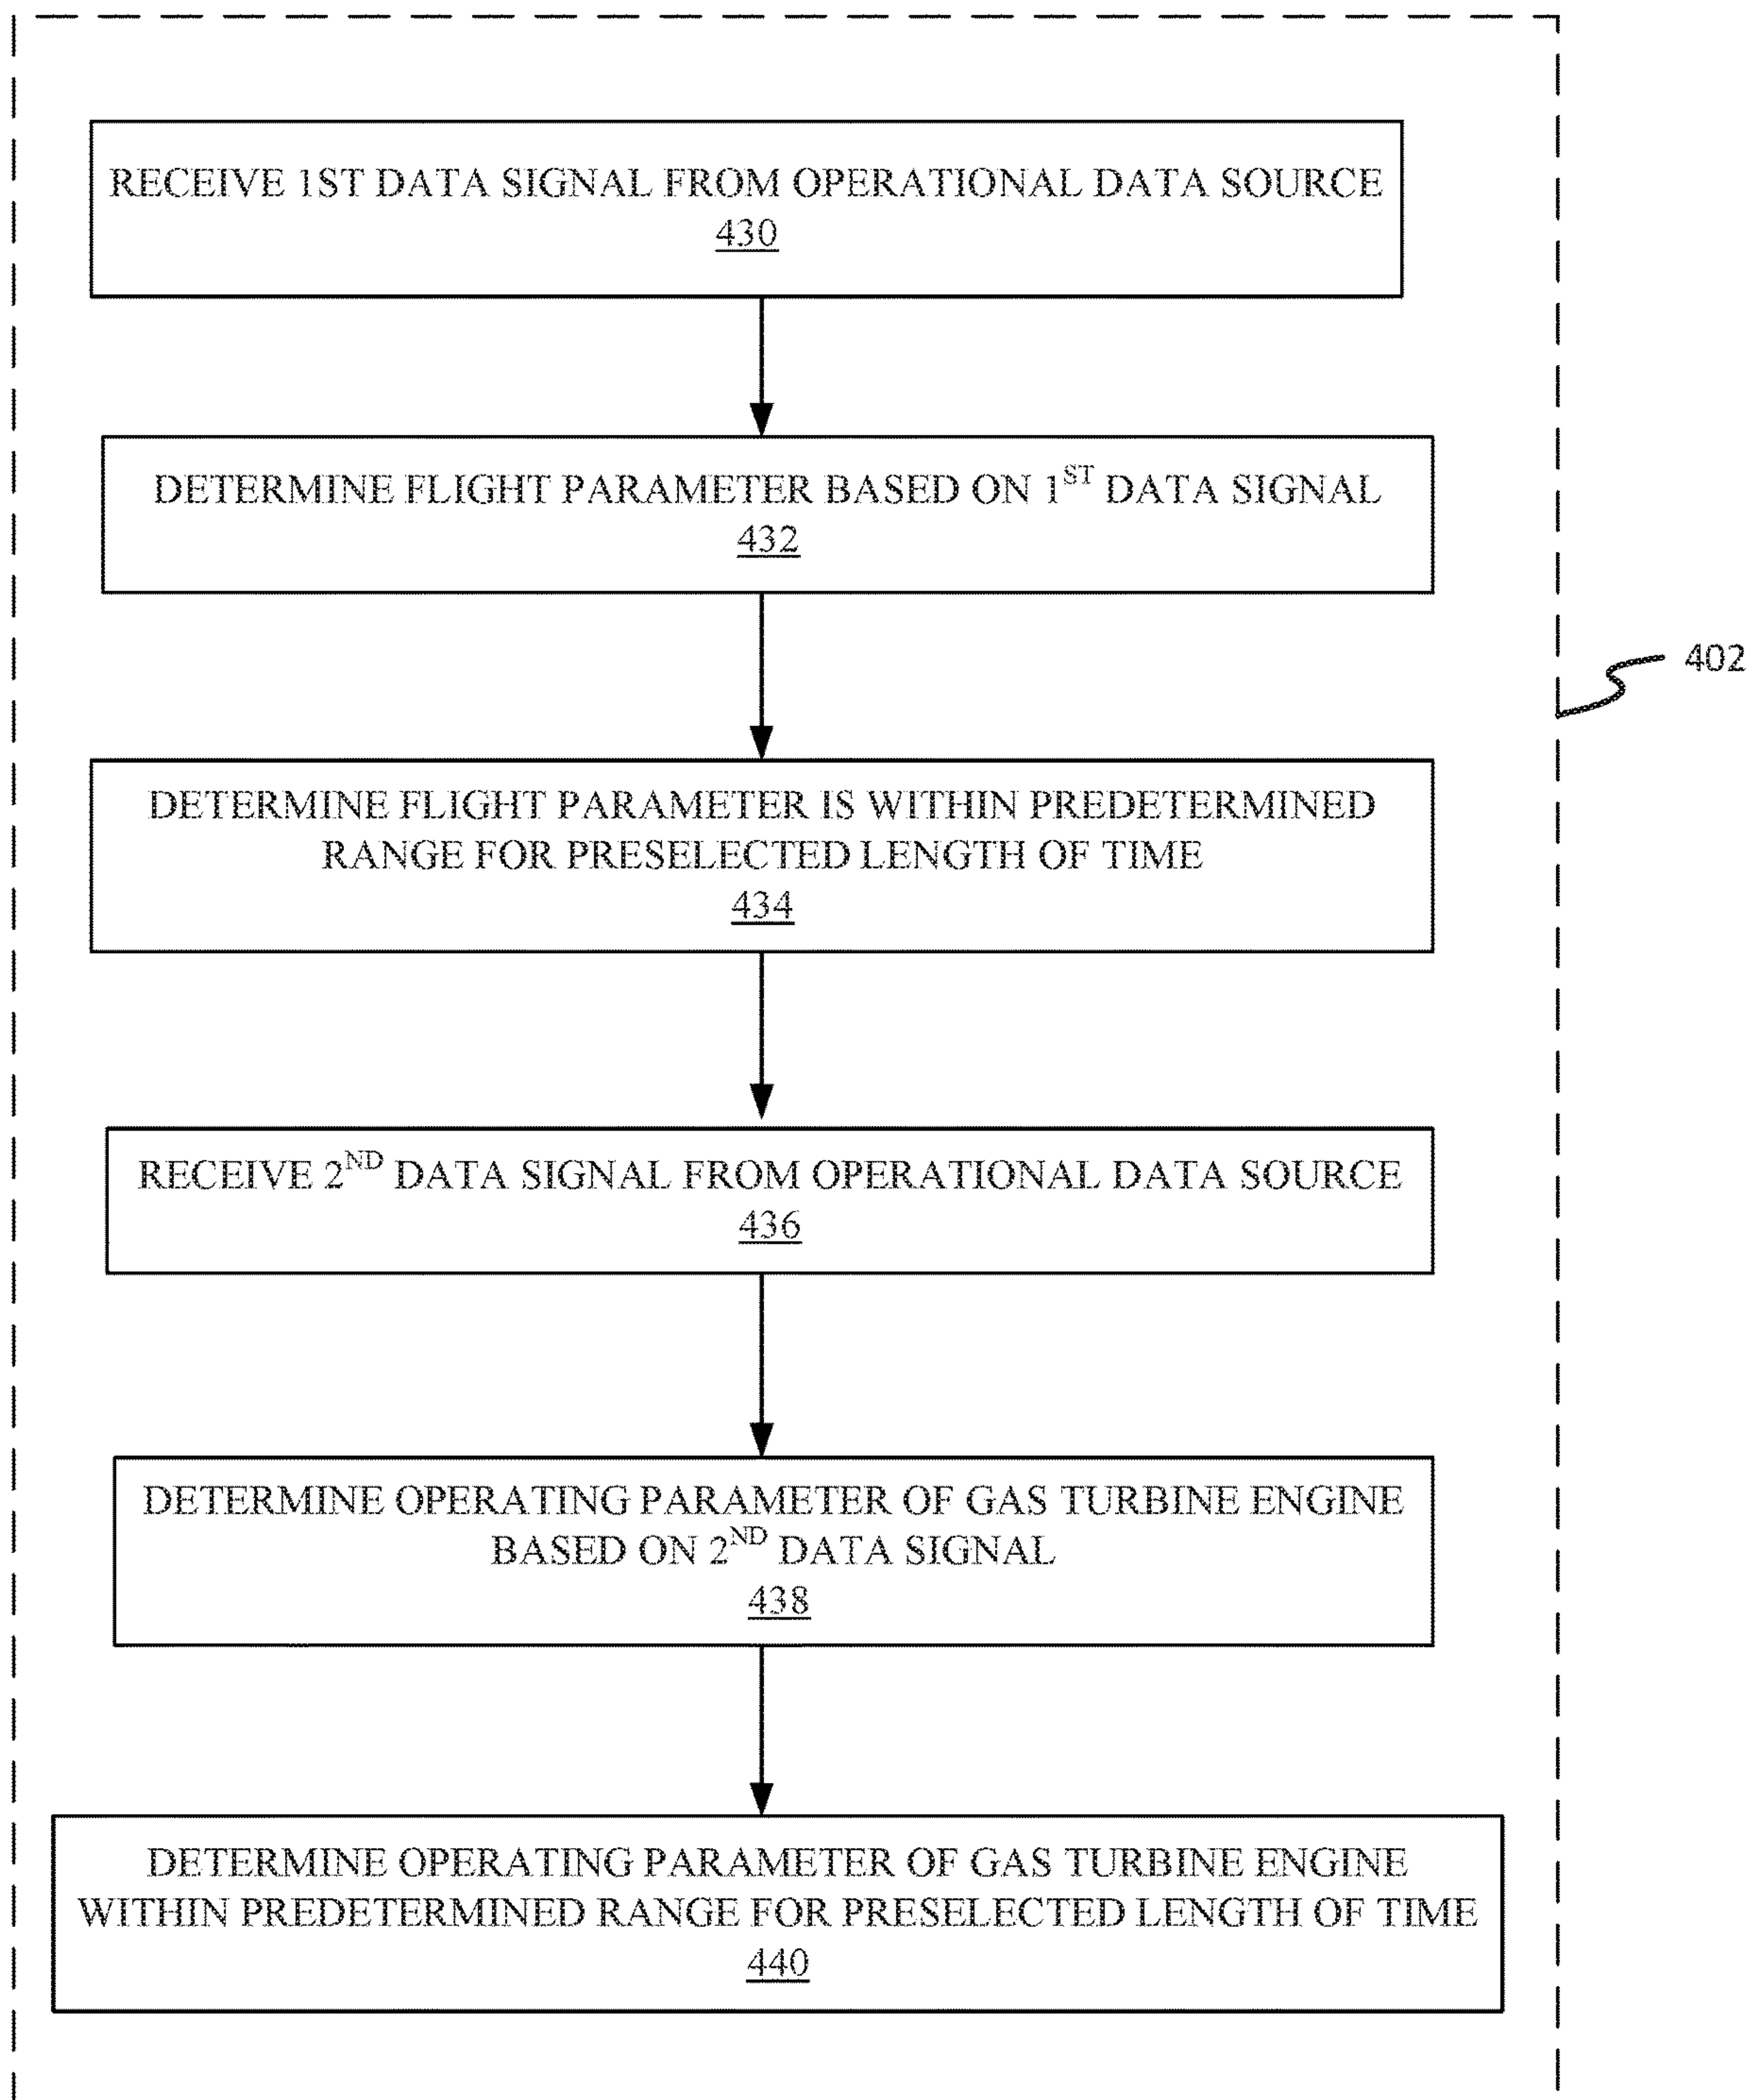 RECEIVE 1ST DATA SIGNAL FROM OPERATIONAL DATA SOURCE
430
DETERMINE FLIGHT PARAMETER BASED ON 1ST DATA SIGNAL
432
402
DETERMINE FLIGHT PARAMETER IS WITHIN PREDETERMINED
RANGE FOR PRESELECTED LENGTH OF TIME
434
RECEIVE 2ND DATA SIGNAL FROM OPERATIONAL DATA SOURCE
436
DETERMINE OPERATING PARAMETER OF GAS TURBINE ENGINE
BASED ON 2ND DATA SIGNAL
438
DETERMINE OPERATING PARAMETER OF GAS TURBINE ENGINE
WITHIN PREDETERMINED RANGE FOR PRESELECTED LENGTH OF TIME
440